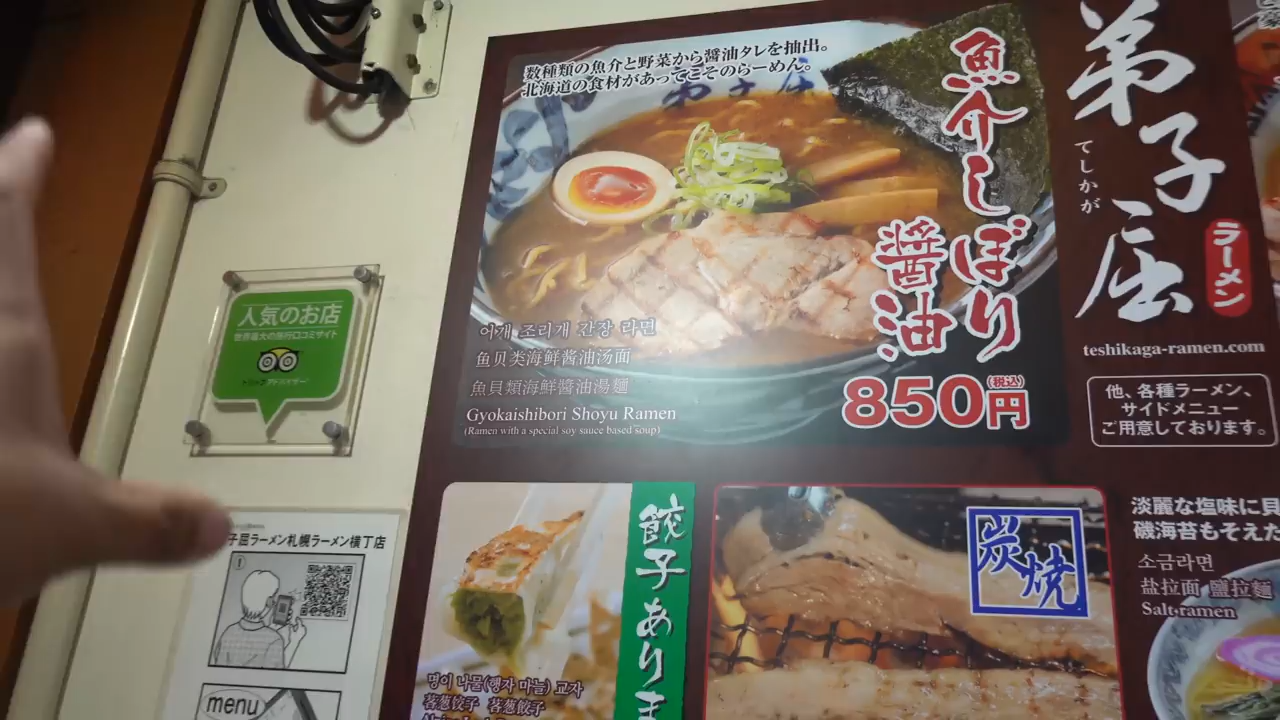 数種類の魚介と野菜から醤油タレを抽出。
北海道の食材があってこそのらーめん。
弟子屈
魚介しぼり
醤油
850円
(税込)
어개 조리개 간장 라면
鱼贝类海鲜酱油汤面
魚貝類海鮮醬油湯麵
Gyokaishibori Shoyu Ramen
(Ramen with a special soy sauce based soup)
弟子屈
てしかが
ラーメン
teshikaga-ramen.com
他、各種ラーメン、
サイドメニュー
ご用意しております。
人気のお店
世界最大の旅行口コミサイト
トリップアドバイザー
子屈ラーメン札幌ラーメン横丁店
menu
餃子あります
명이 나물(행자 마늘) 교자
茖葱饺子 茖葱餃子
炭焼
淡麗な塩味に貝
磯海苔もそえた
소금라면
盐拉面・鹽拉麵
Salt ramen